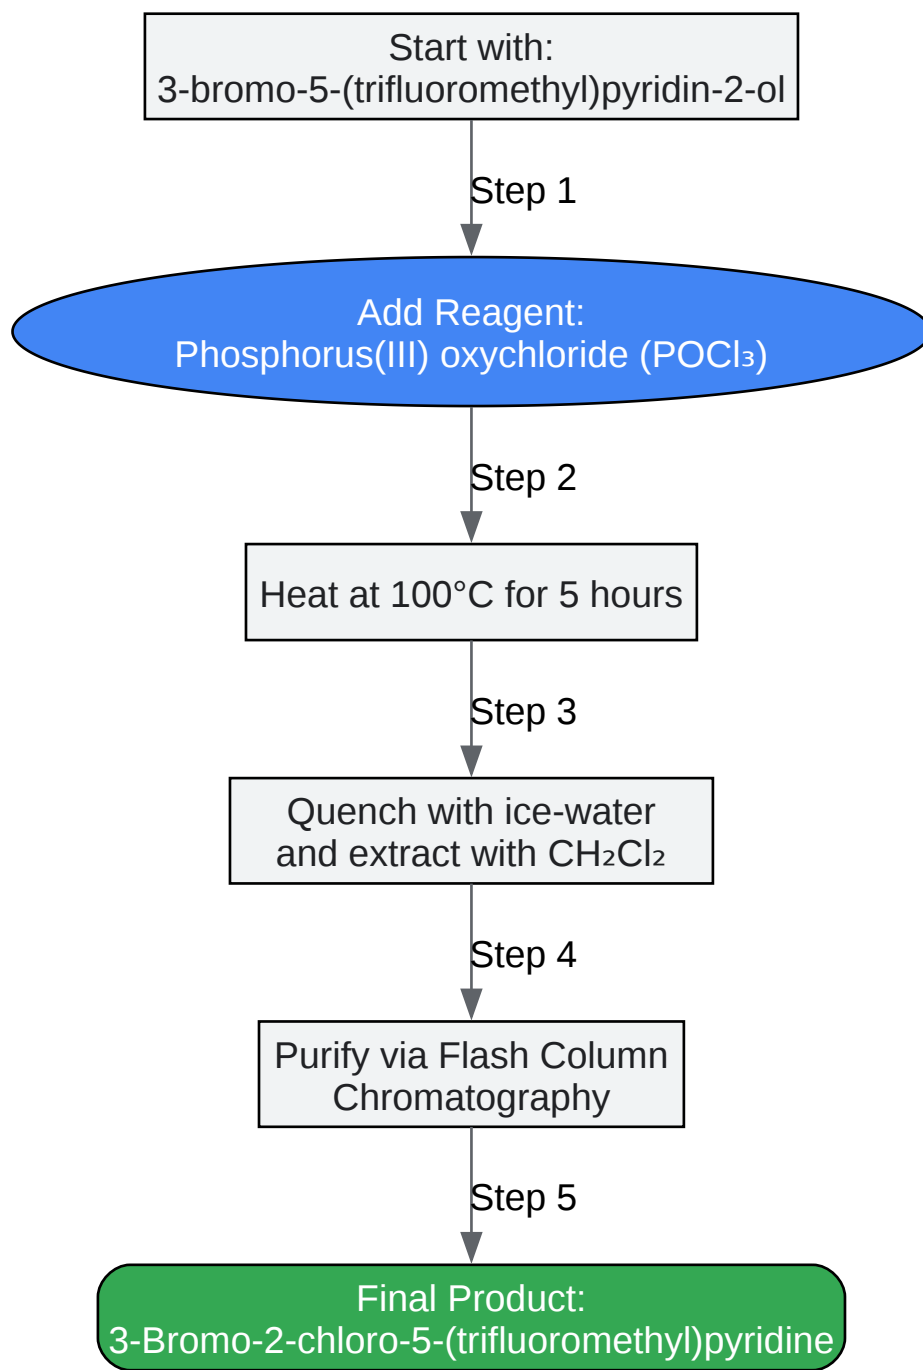 Start with:
3-bromo-5-(trifluoromethyl)pyridin-2-ol
Step 1
Add Reagent:
Phosphorus(III) oxychloride (POCl₃)
Step 2
Heat at 100°C for 5 hours
Step 3
Quench with ice-water
and extract with CH₂Cl₂
Step 4
Purify via Flash Column
Chromatography
Step 5
Final Product:
3-Bromo-2-chloro-5-(trifluoromethyl)pyridine